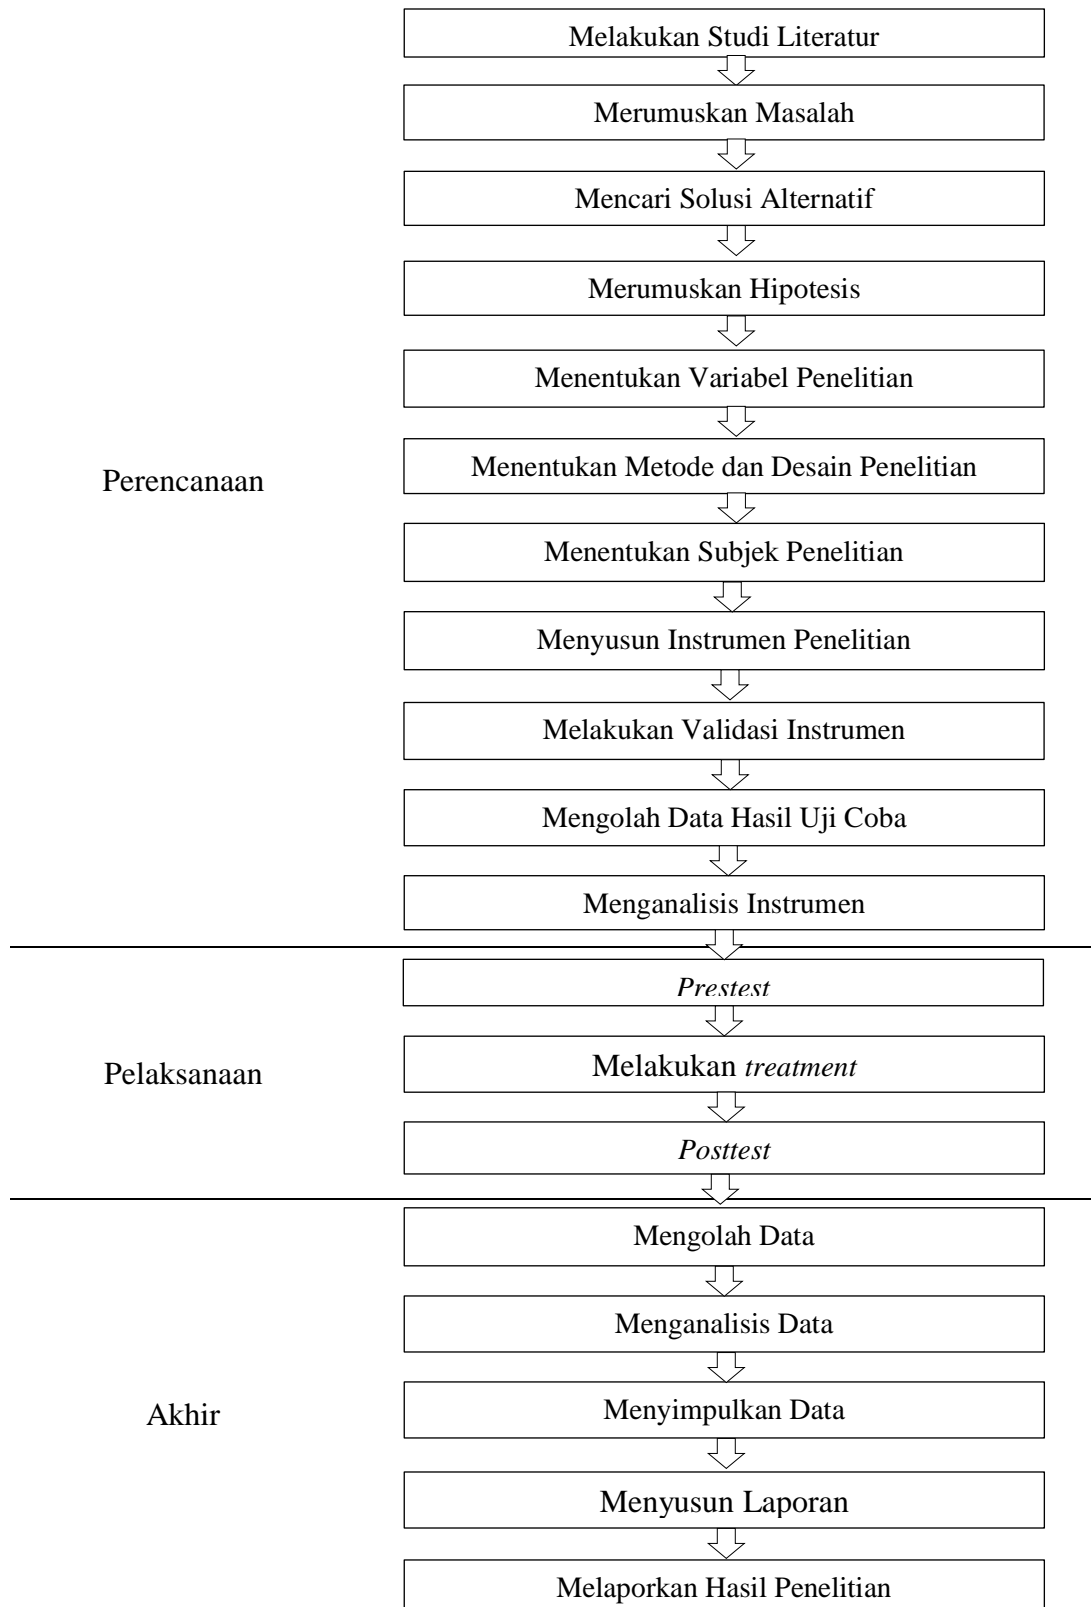 Melakukan Studi Literatur
Merumuskan Masalah
Mencari Solusi Alternatif
Merumuskan Hipotesis
Menentukan Variabel Penelitian
Perencanaan
Menentukan Metode dan Desain Penelitian
Menentukan Subjek Penelitian
Menyusun Instrumen Penelitian
Melakukan Validasi Instrumen
Mengolah Data Hasil Uji Coba
Menganalisis Instrumen
Prestest
Pelaksanaan
Melakukan treatment
Posttest
Mengolah Data
Menganalisis Data
Akhir
Menyimpulkan Data
Menyusun Laporan
Melaporkan Hasil Penelitian